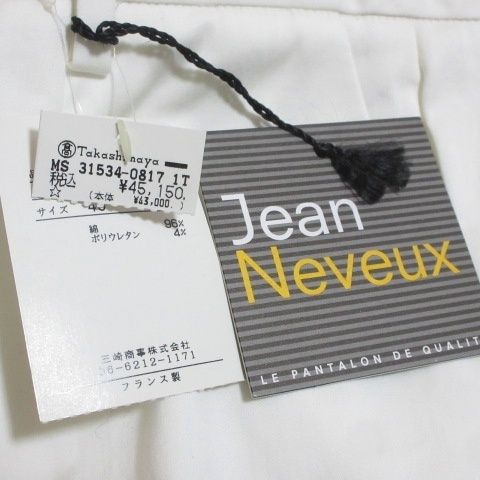 髙 Takashimaya
MS 31534-0817 1T
税込 ¥45,150
☆ (本体 ¥43,000.)
サイズ
綿 96%
ポリウレタン 4%
三崎商事株式会社
06-6212-1171
フランス製
Jean
Neveux
LE PANTALON DE QUALIT